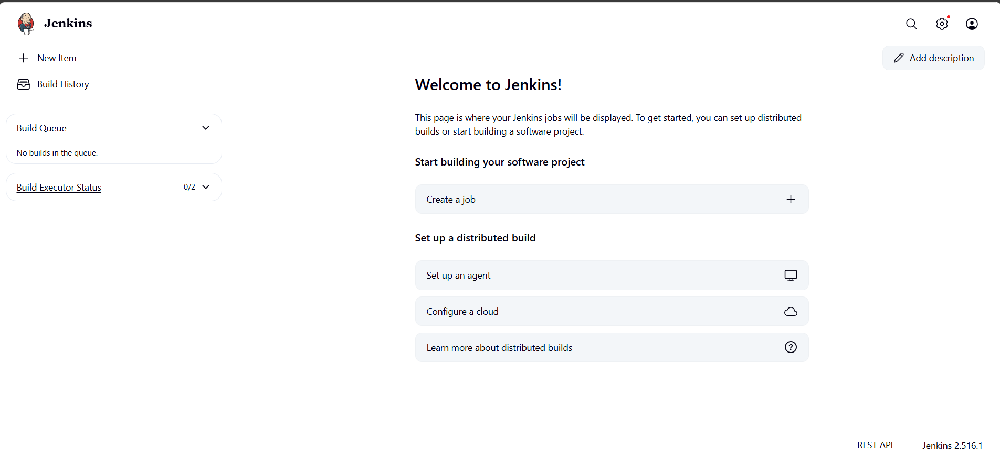 Jenkins
New Item
Build History
Add description
Build Queue
No builds in the queue.
Build Executor Status
0/2
Welcome to Jenkins!
This page is where your Jenkins jobs will be displayed. To get started, you can set up distributed
builds or start building a software project.
Start building your software project
Create a job
Set up a distributed build
Set up an agent
Configure a cloud
Learn more about distributed builds
REST API
Jenkins 2.516.1